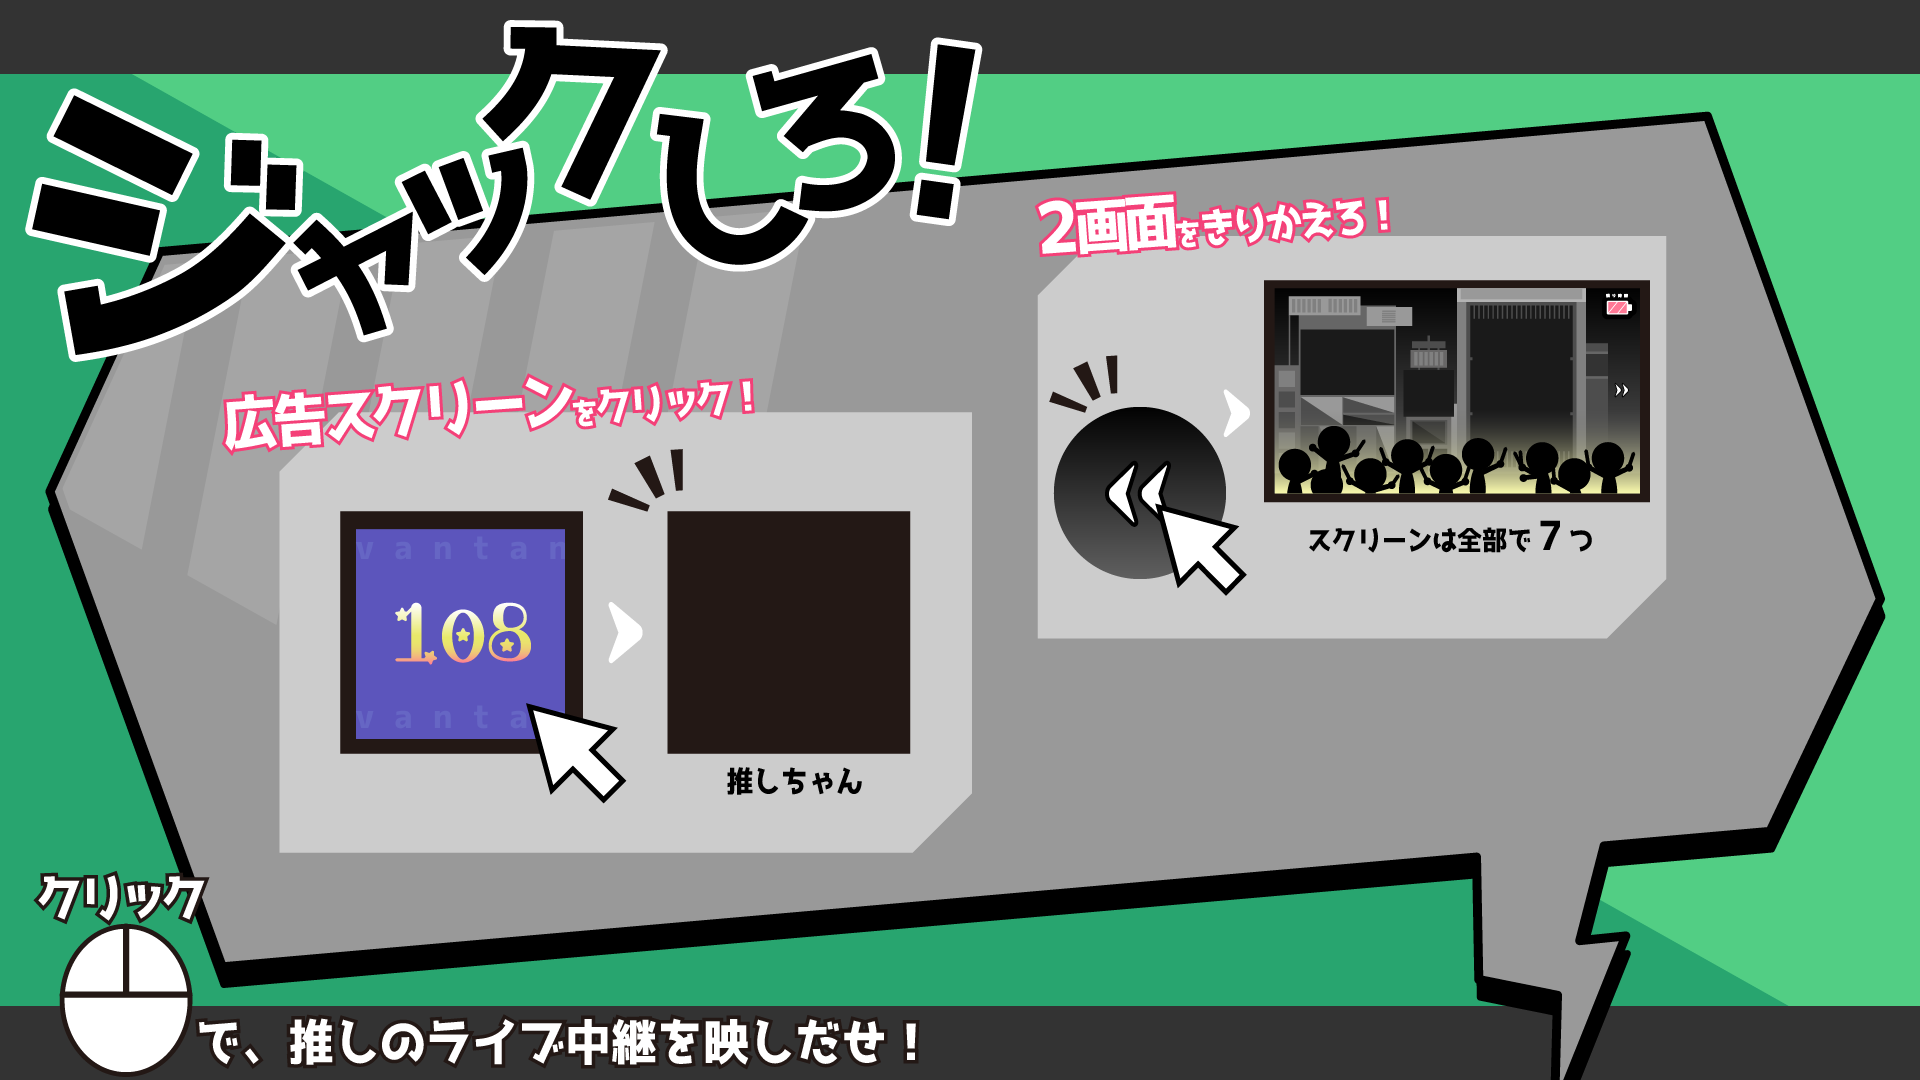 ジャックしろ!
2画面をきりかえろ!
広告スクリーンをクリック!
vantan
108
vanta
推しちゃん
スクリーンは全部で7つ
クリック
で、推しのライブ中継を映しだせ!